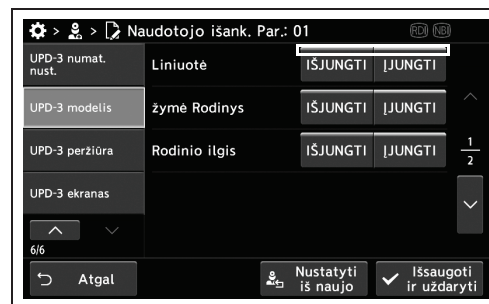 > > Naudotojo išank. Par.: 01 RDI NBI
UPD-3 numat.
nust.
Liniuotė IŠJUNGTI ĮJUNGTI
UPD-3 modelis
žymė Rodinys IŠJUNGTI ĮJUNGTI
UPD-3 peržiūra
Rodinio ilgis IŠJUNGTI ĮJUNGTI
1
2
UPD-3 ekranas
6/6
Atgal
Nustatyti
iš naujo
Išsaugoti
ir uždaryti